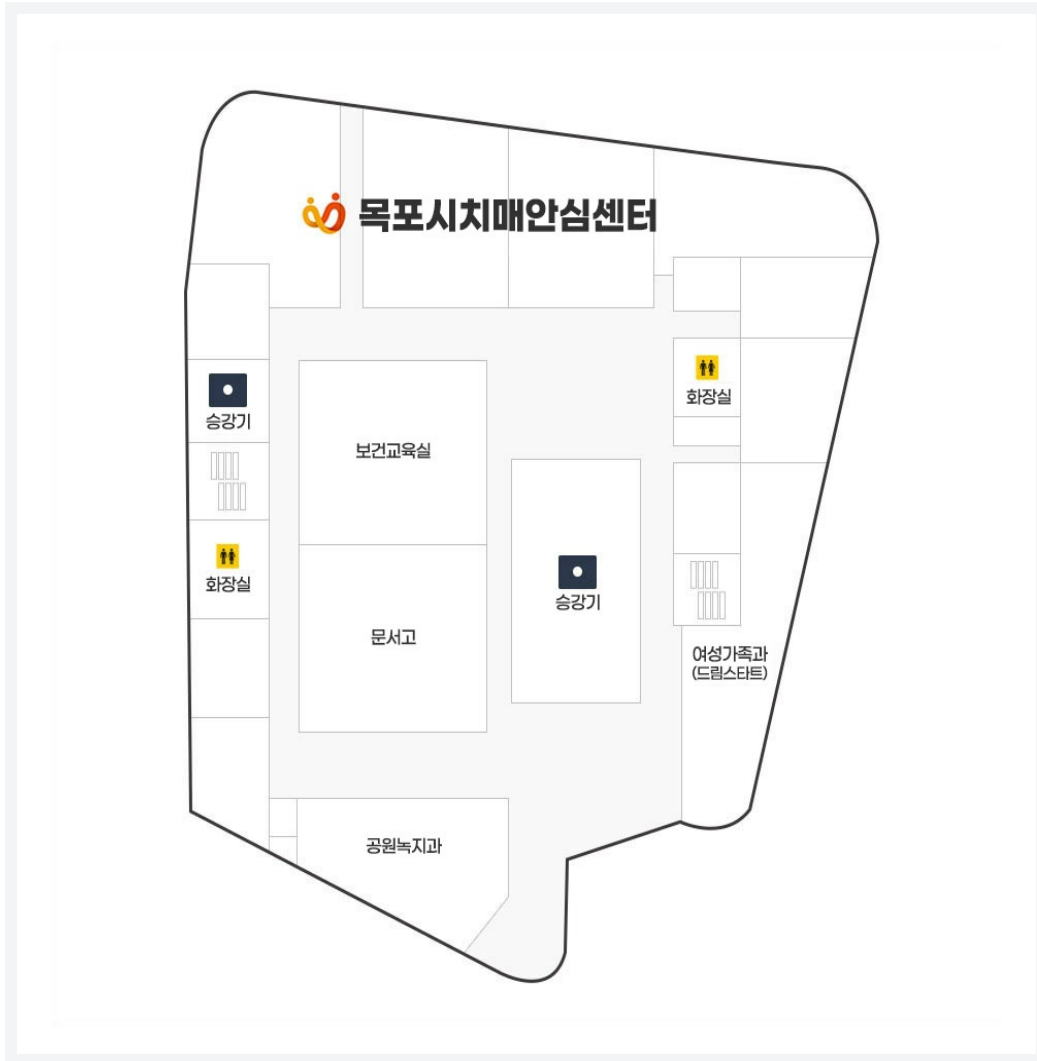 목포시치매안심센터
화장실
승강기
보건교육실
화장실
승강기
문서고
여성가족과
(드림스타트)
공원녹지과